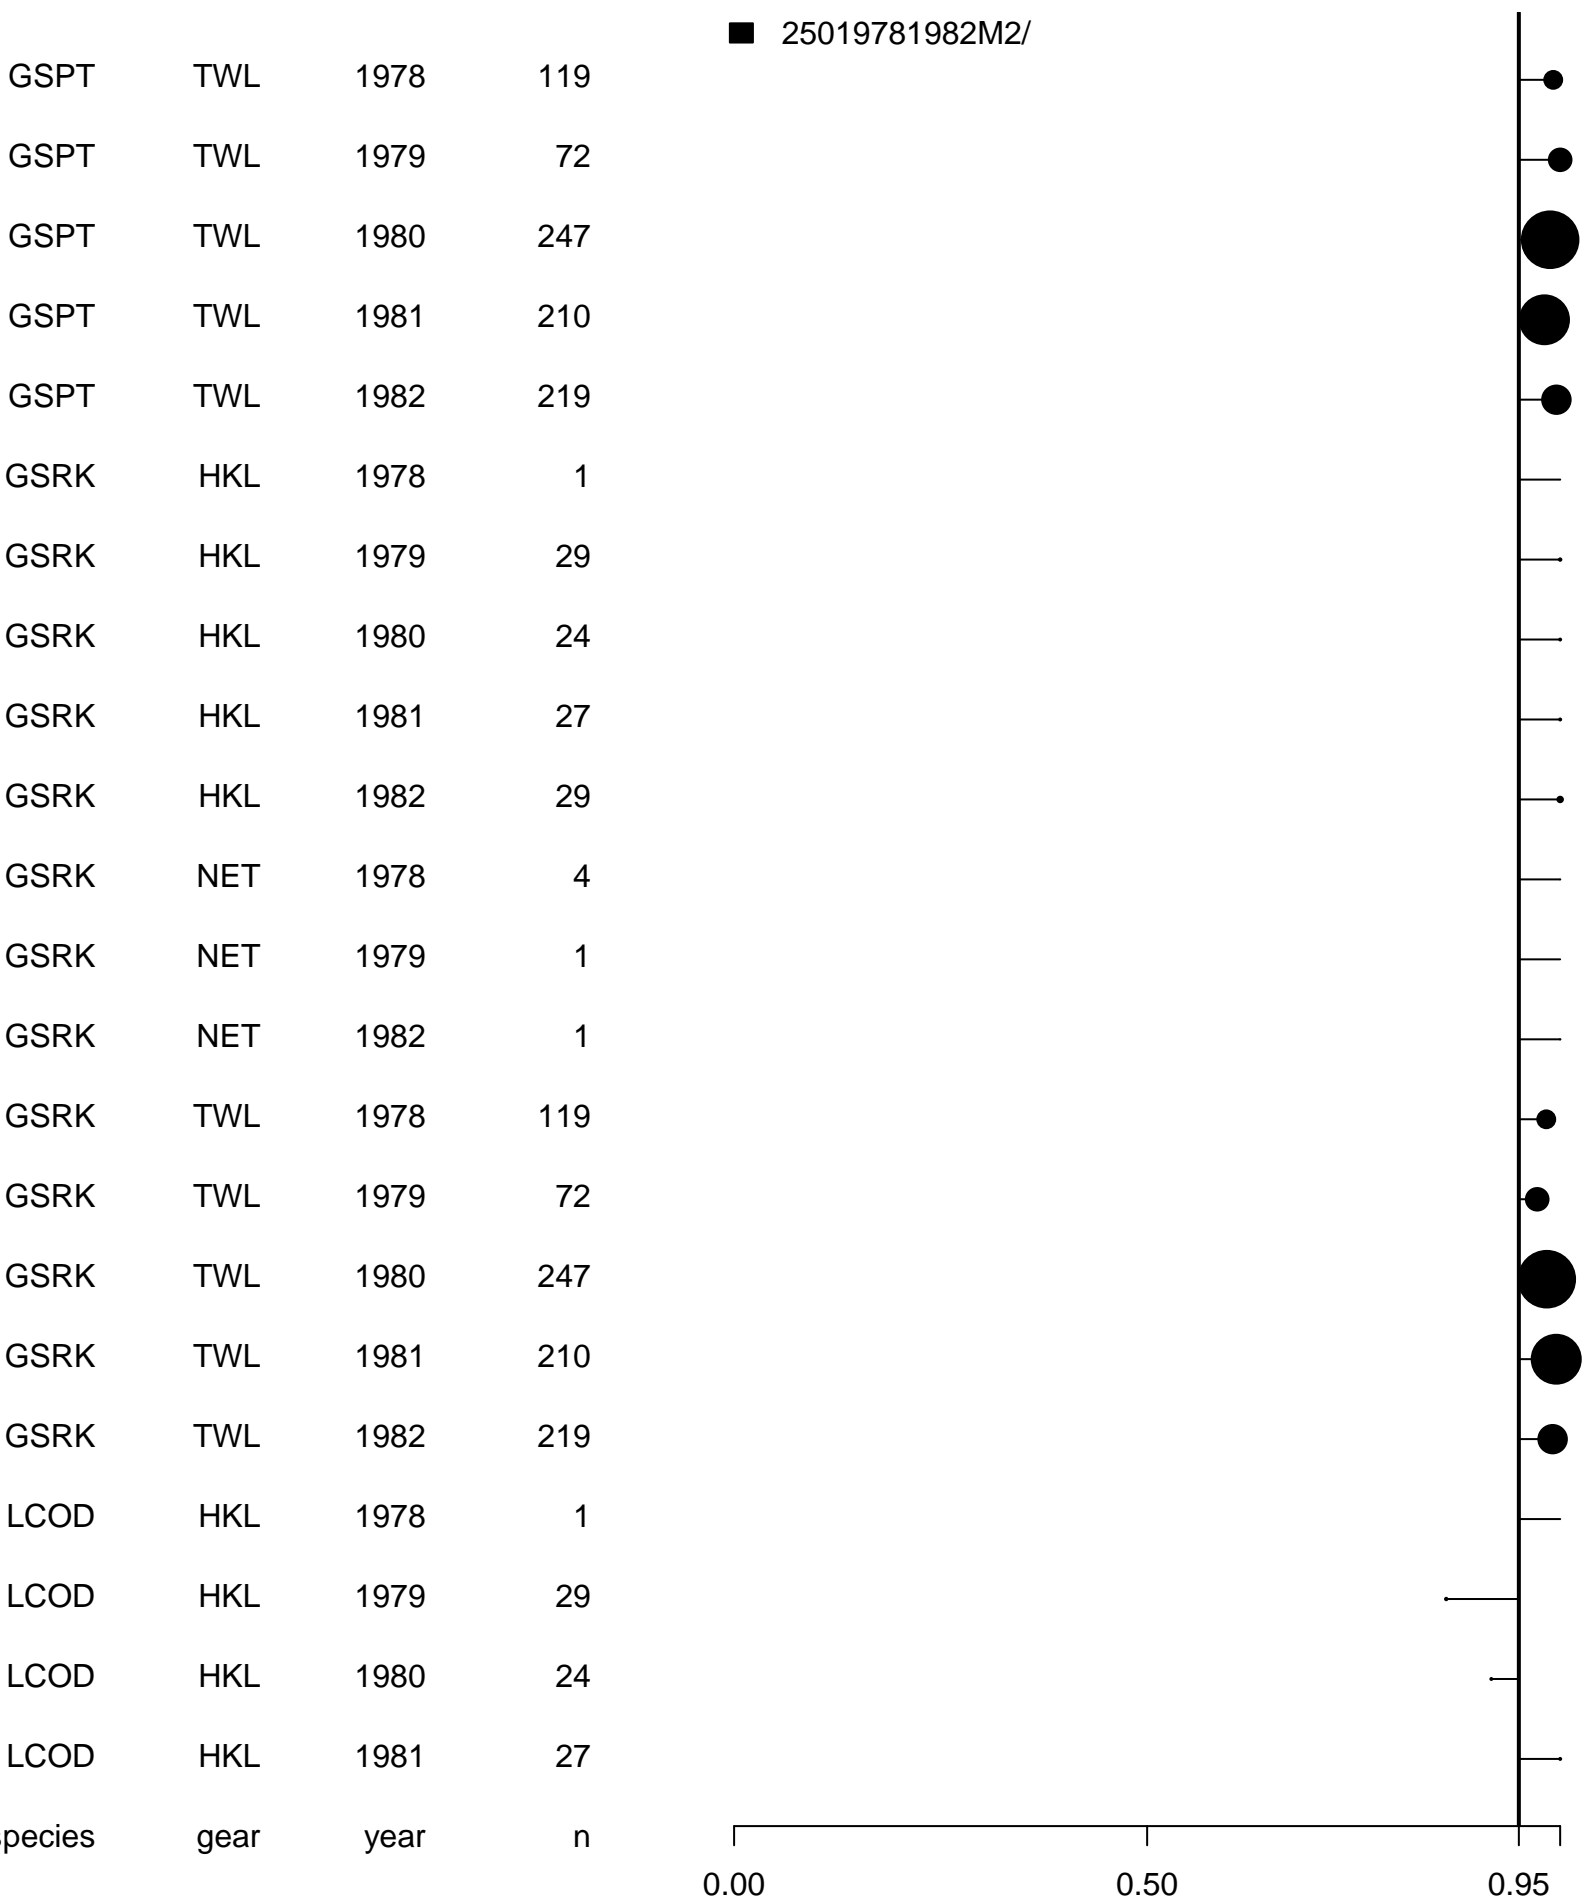 25019781982M2/
GSPT TWL 1978 119
GSPT TWL 1979 72
GSPT TWL 1980 247
GSPT TWL 1981 210
GSPT TWL 1982 219
GSRK HKL 1978 1
GSRK HKL 1979 29
GSRK HKL 1980 24
GSRK HKL 1981 27
GSRK HKL 1982 29
GSRK NET 1978 4
GSRK NET 1979 1
GSRK NET 1982 1
GSRK TWL 1978 119
GSRK TWL 1979 72
GSRK TWL 1980 247
GSRK TWL 1981 210
GSRK TWL 1982 219
LCOD HKL 1978 1
LCOD HKL 1979 29
LCOD HKL 1980 24
LCOD HKL 1981 27
species gear year n
0.00 0.50 0.95